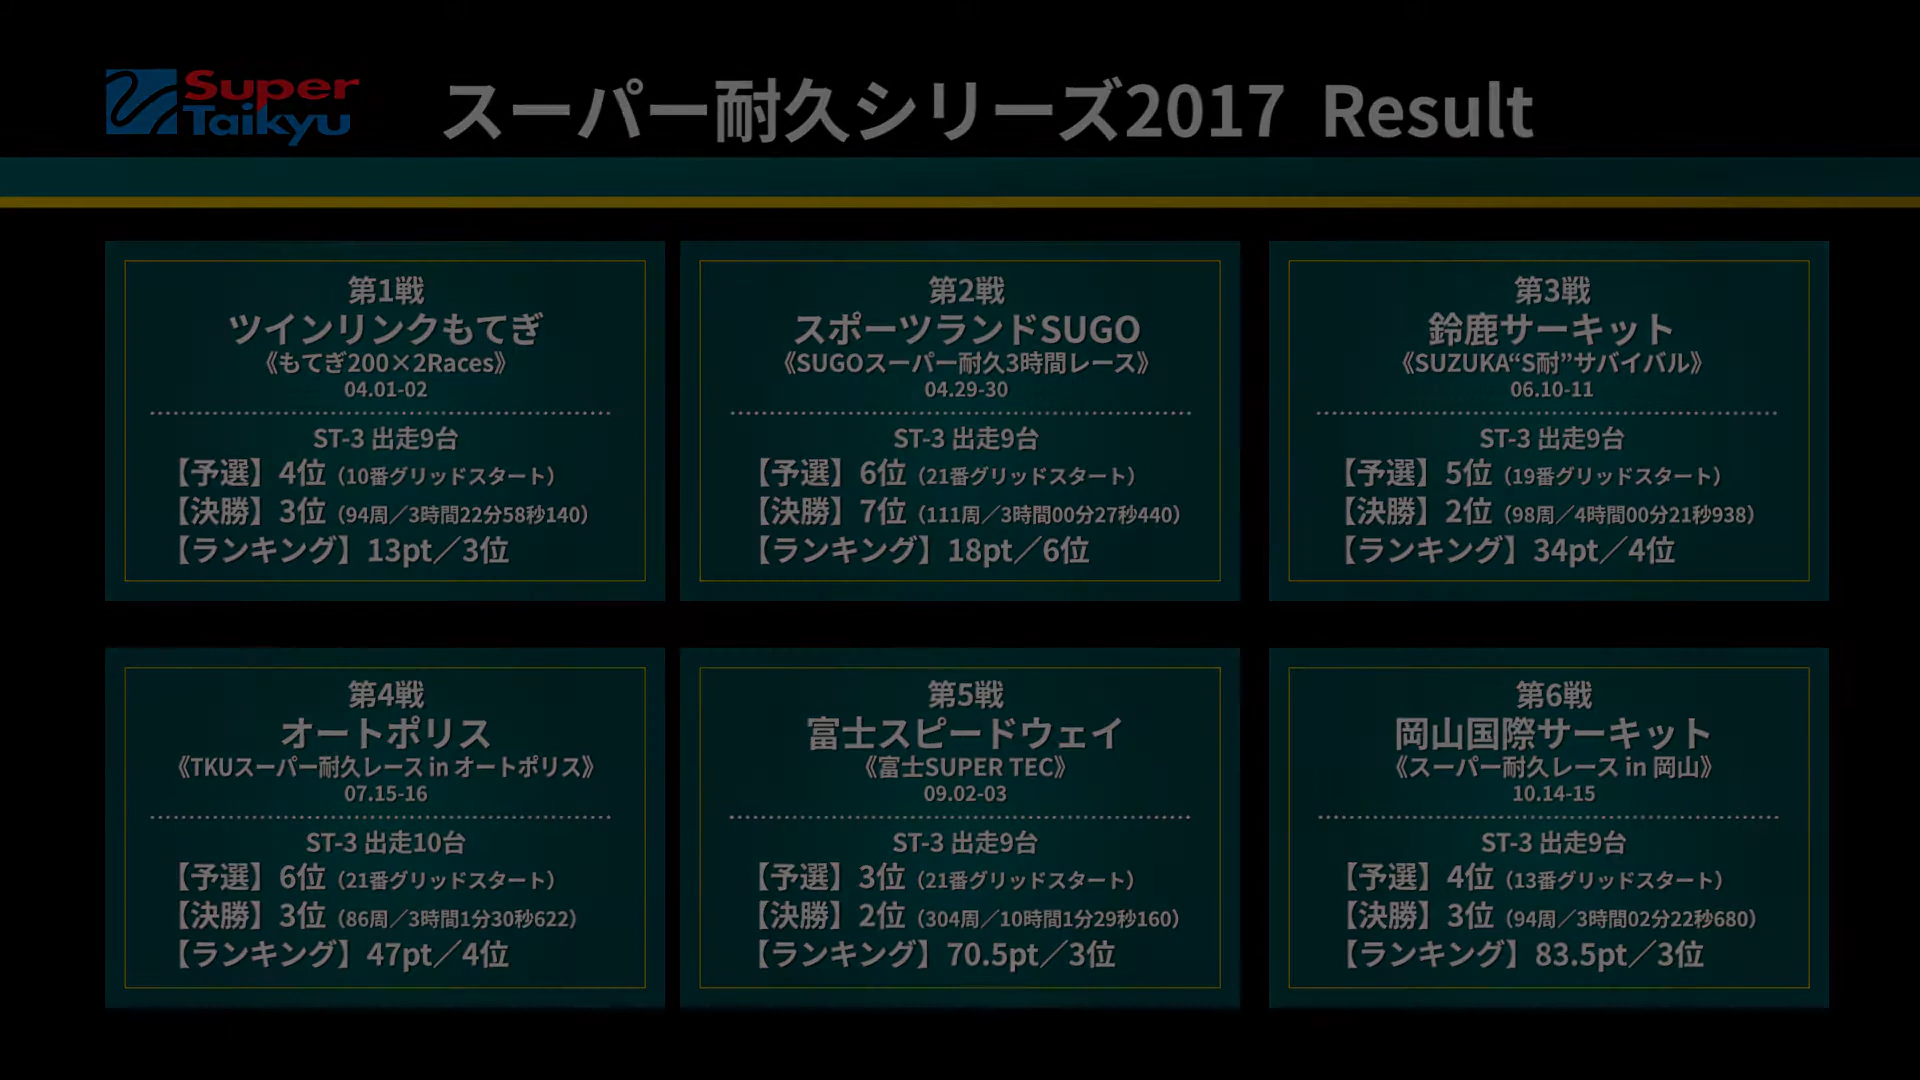 Super
Taikyu
スーパー耐久シリーズ2017 Result
第1戦
ツインリンクもてぎ
《もてぎ200×2Races》
04.01-02
ST-3 出走9台
【予選】4位（10番グリッドスタート）
【決勝】3位（94周／3時間22分58秒140）
【ランキング】13pt／3位
第2戦
スポーツランドSUGO
《SUGOスーパー耐久3時間レース》
04.29-30
ST-3 出走9台
【予選】6位（21番グリッドスタート）
【決勝】7位（111周／3時間00分27秒440）
【ランキング】18pt／6位
第3戦
鈴鹿サーキット
《SUZUKA“S耐”サバイバル》
06.10-11
ST-3 出走9台
【予選】5位（19番グリッドスタート）
【決勝】2位（98周／4時間00分21秒938）
【ランキング】34pt／4位
第4戦
オートポリス
《TKUスーパー耐久レース in オートポリス》
07.15-16
ST-3 出走10台
【予選】6位（21番グリッドスタート）
【決勝】3位（86周／3時間1分30秒622）
【ランキング】47pt／4位
第5戦
富士スピードウェイ
《富士SUPER TEC》
09.02-03
ST-3 出走9台
【予選】3位（21番グリッドスタート）
【決勝】2位（304周／10時間1分29秒160）
【ランキング】70.5pt／3位
第6戦
岡山国際サーキット
《スーパー耐久レース in 岡山》
10.14-15
ST-3 出走9台
【予選】4位（13番グリッドスタート）
【決勝】3位（94周／3時間02分22秒680）
【ランキング】83.5pt／3位